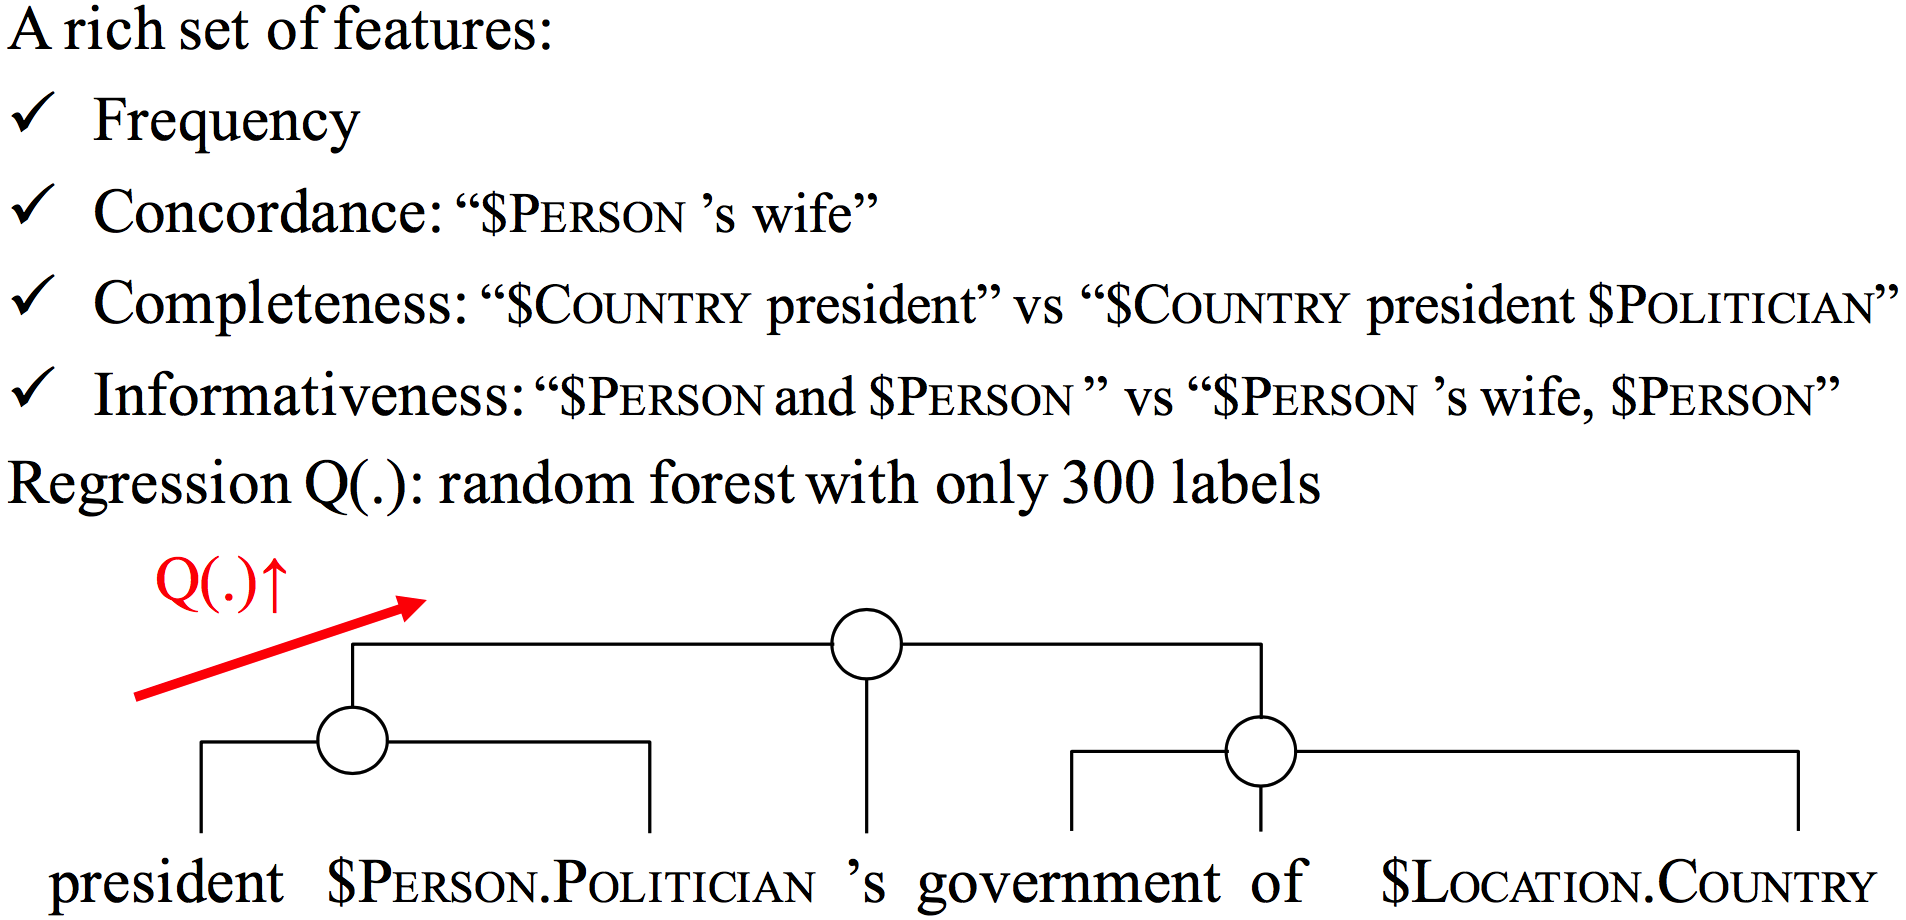 A rich set of features:
✓ Frequency
✓ Concordance: “$PERSON ’s wife”
✓ Completeness: “$COUNTRY president” vs “$COUNTRY president $POLITICIAN”
✓ Informativeness: “$PERSON and $PERSON ” vs “$PERSON ’s wife, $PERSON”
Regression Q(.): random forest with only 300 labels
Q(.)↑
president $PERSON.POLITICIAN ’s government of $LOCATION.COUNTRY